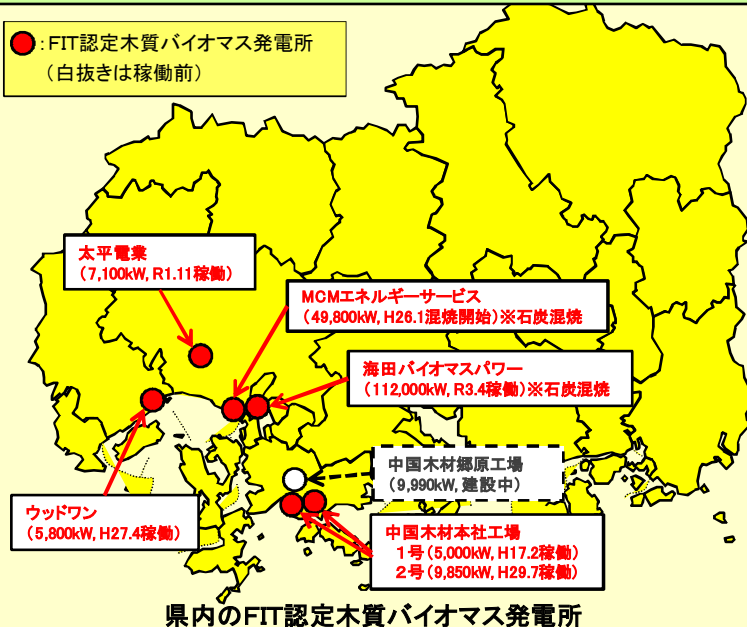 :FIT認定木質バイオマス発電所
（白抜きは稼働前）
太平電業
（7,100kW, R1.11稼働）
MCMエネルギーサービス
（49,800kW, H26.1混焼開始）※石炭混焼
海田バイオマスパワー
（112,000kW, R3.4稼働）※石炭混焼
中国木材郷原工場
（9,990kW, 建設中）
ウッドワン
（5,800kW, H27.4稼働）
中国木材本社工場
１号（5,000kW, H17.2稼働）
２号（9,850kW, H29.7稼働）
県内のFIT認定木質バイオマス発電所